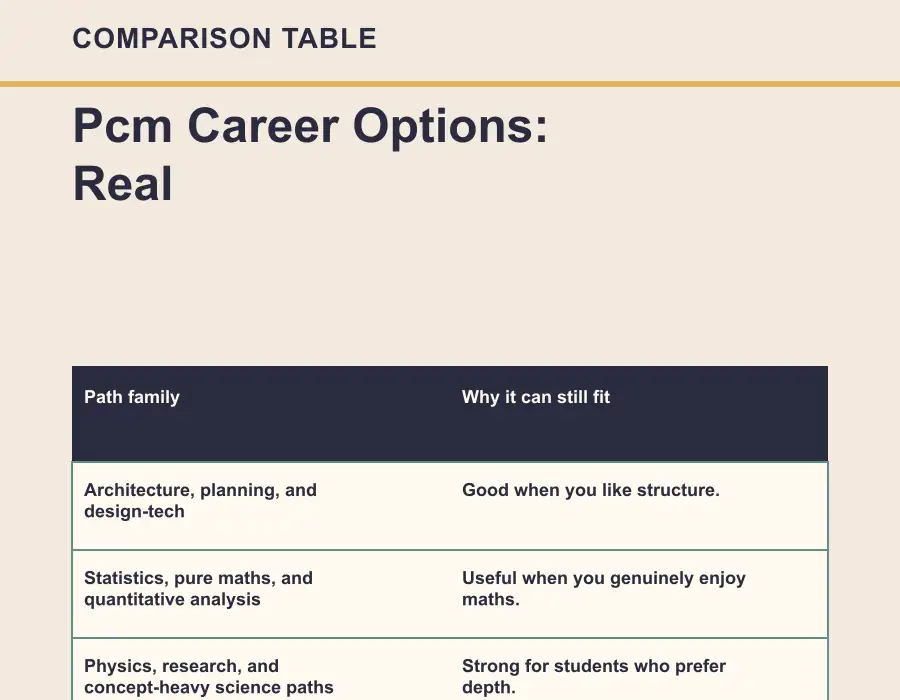 COMPARISON TABLE
Pcm Career Options:
Real
Path family
Why it can still fit
Architecture, planning, and
design-tech
Good when you like structure.
Statistics, pure maths, and
quantitative analysis
Useful when you genuinely enjoy
maths.
Physics, research, and
concept-heavy science paths
Strong for students who prefer
depth.